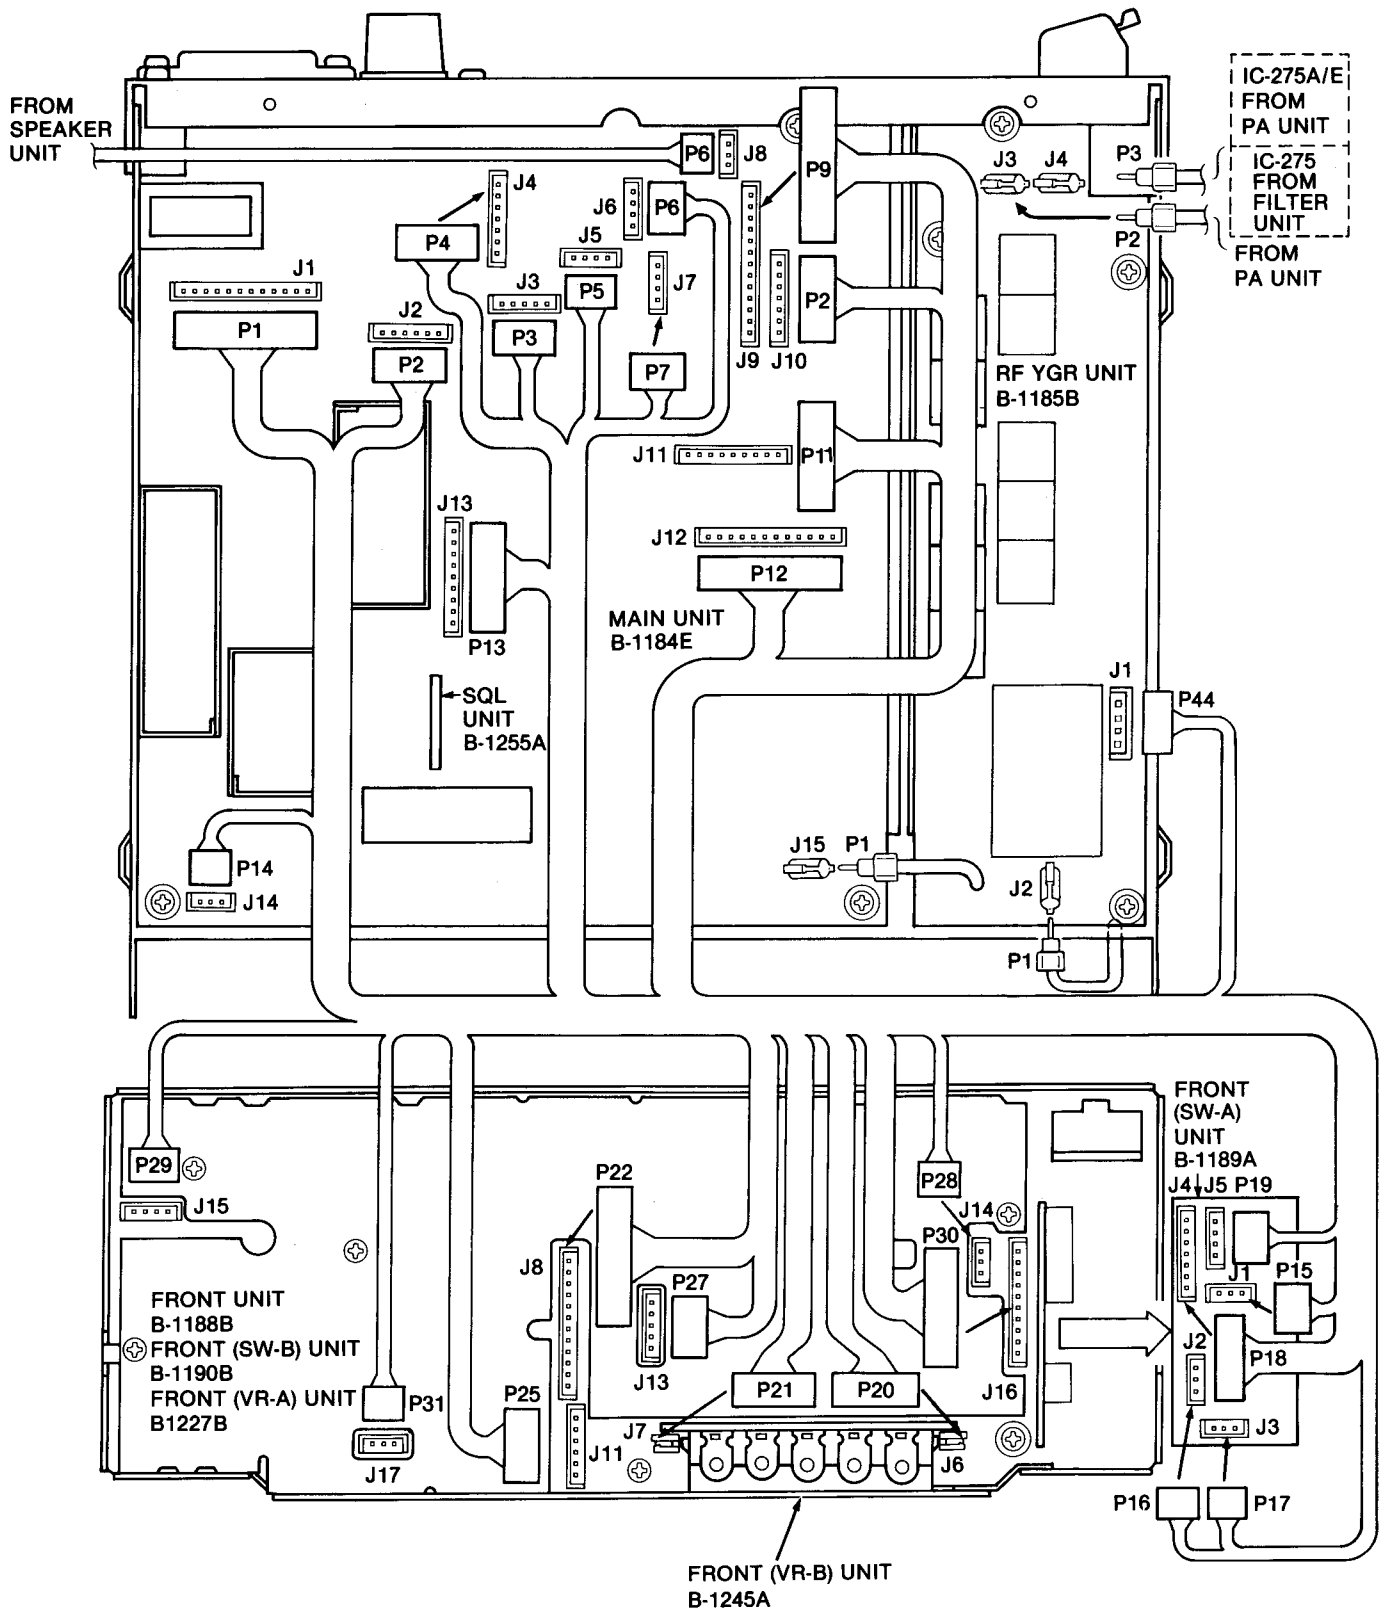 FROM
SPEAKER
UNIT
IC-275A/E
FROM
PA UNIT
IC-275
FROM
FILTER
UNIT
FROM
PA UNIT
P6
J8
P9
J3
J4
P3
P2
J4
P4
J6
P6
J5
J7
J1
P1
J2
P2
J3
P3
P5
P7
J9
J10
P2
RF YGR UNIT
B-1185B
J11
P11
J13
P13
J12
P12
MAIN UNIT
B-1184E
SQL
UNIT
B-1255A
J1
P44
P14
J14
J15
P1
J2
P1
P29
J15
P22
P28
J14
P30
FRONT
(SW-A)
UNIT
B-1189A
J4
J5
P19
J8
P27
J1
P15
FRONT UNIT
B-1188B
FRONT (SW-B) UNIT
B-1190B
FRONT (VR-A) UNIT
B1227B
J13
J16
J2
P18
P31
P25
P21
P20
J17
J11
J7
J6
J3
P16
P17
FRONT (VR-B) UNIT
B-1245A